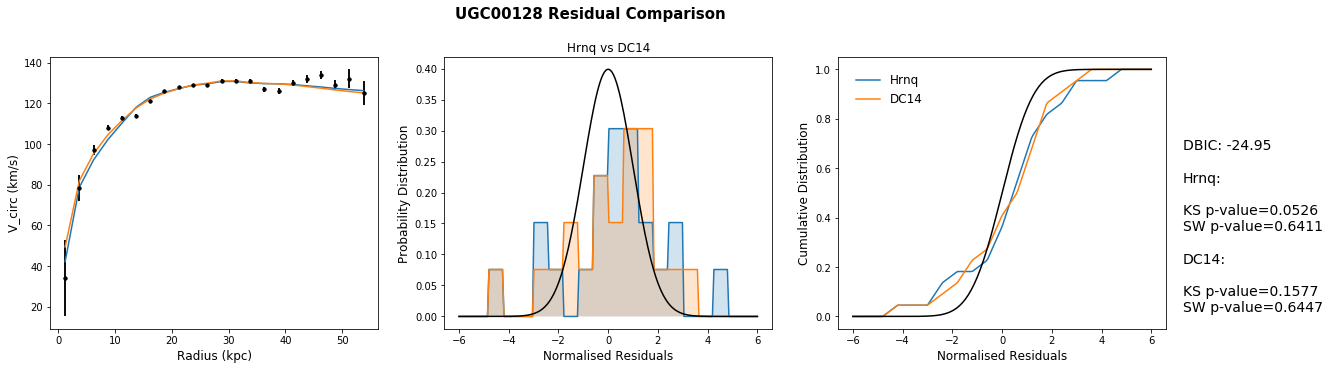 UGC00128 Residual Comparison
V_circ (km/s)
140
120
100
80
60
40
20
0
10
20
30
40
50
Radius (kpc)
Hrnq vs DC14
Probability Distribution
0.40
0.35
0.30
0.25
0.20
0.15
0.10
0.05
0.00
−6
−4
−2
0
2
4
6
Normalised Residuals
Cumulative Distribution
1.0
0.8
0.6
0.4
0.2
0.0
Hrnq
DC14
−6
−4
−2
0
2
4
6
Normalised Residuals
DBIC: -24.95
Hrnq:
KS p-value=0.0526
SW p-value=0.6411
DC14:
KS p-value=0.1577
SW p-value=0.6447